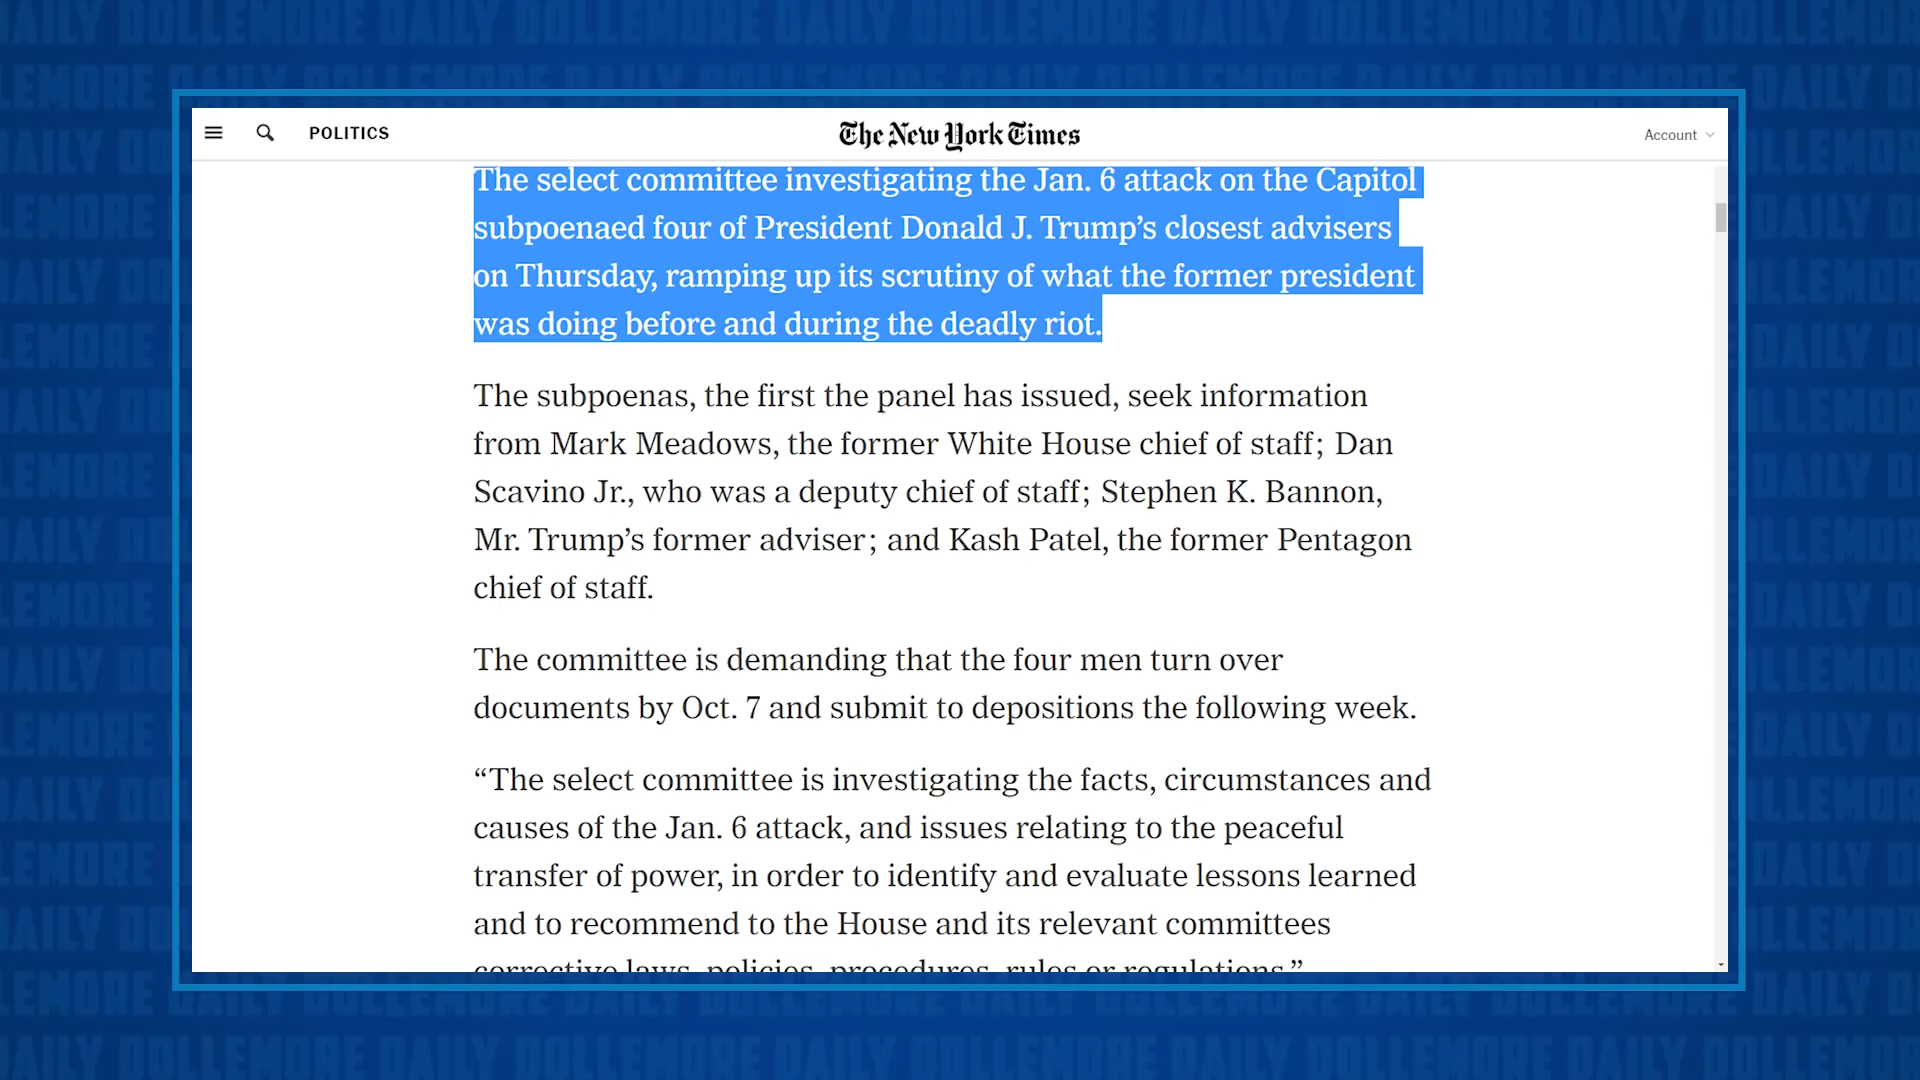 POLITICS
The New York Times
Account
The select committee investigating the Jan. 6 attack on the Capitol
subpoenaed four of President Donald J. Trump’s closest advisers
on Thursday, ramping up its scrutiny of what the former president
was doing before and during the deadly riot.
The subpoenas, the first the panel has issued, seek information
from Mark Meadows, the former White House chief of staff; Dan
Scavino Jr., who was a deputy chief of staff; Stephen K. Bannon,
Mr. Trump’s former adviser; and Kash Patel, the former Pentagon
chief of staff.
The committee is demanding that the four men turn over
documents by Oct. 7 and submit to depositions the following week.
“The select committee is investigating the facts, circumstances and
causes of the Jan. 6 attack, and issues relating to the peaceful
transfer of power, in order to identify and evaluate lessons learned
and to recommend to the House and its relevant committees
corrective laws, policies, procedures, rules or regulations.”